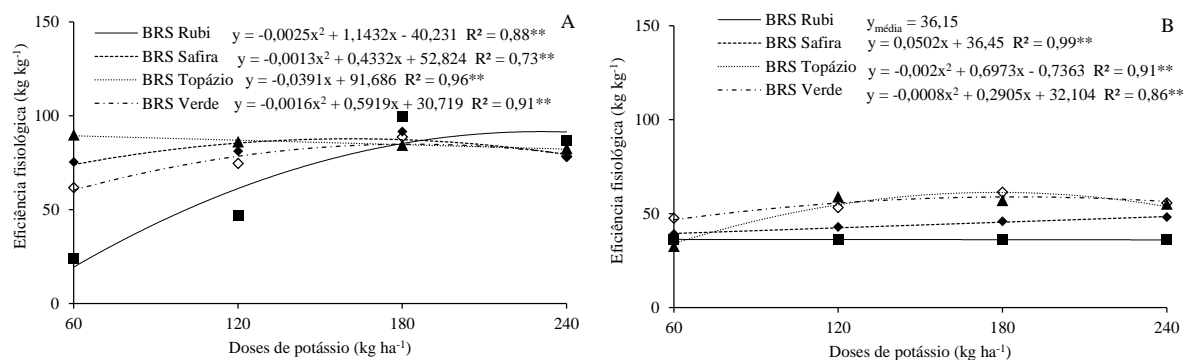 A
BRS Rubi y = -0,0025x² + 1,1432x - 40,231 R² = 0,88**
BRS Safira y = -0,0013x² + 0,4332x + 52,824 R² = 0,73**
BRS Topázio y = -0,0391x + 91,686 R² = 0,96**
BRS Verde y = -0,0016x² + 0,5919x + 30,719 R² = 0,91**
Eficiência fisiológica (kg kg⁻¹)
150
100
50
0
60 120 180 240
Doses de potássio (kg ha⁻¹)
B
BRS Rubi ymédia = 36,15
BRS Safira y = 0,0502x + 36,45 R² = 0,99**
BRS Topázio y = -0,002x² + 0,6973x - 0,7363 R² = 0,91**
BRS Verde y = -0,0008x² + 0,2905x + 32,104 R² = 0,86**
Eficiência fisiológica (kg kg⁻¹)
150
100
50
0
60 120 180 240
Doses de potássio (kg ha⁻¹)